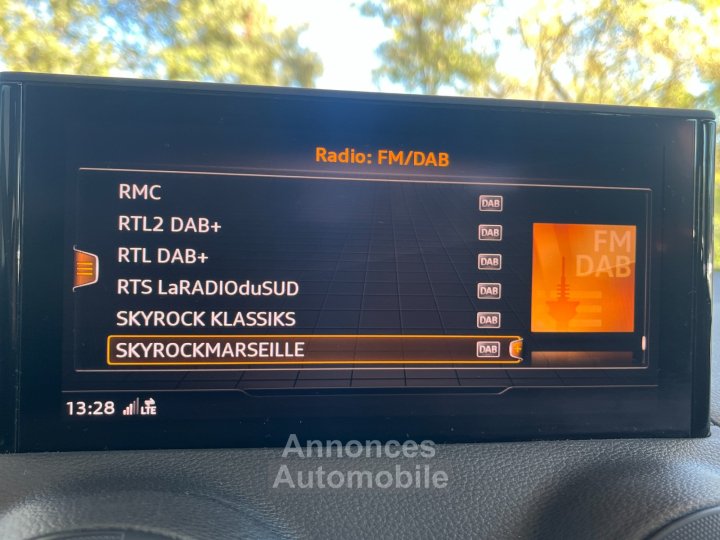 Radio: FM/DAB
RMC DAB
RTL2 DAB+ DAB
RTL DAB+ DAB
RTS LaRADIOduSUD DAB
SKYROCK KLASSIKS DAB
SKYROCKMARSEILLE DAB
FM
DAB
13:28 LTE
Annonces
Automobile